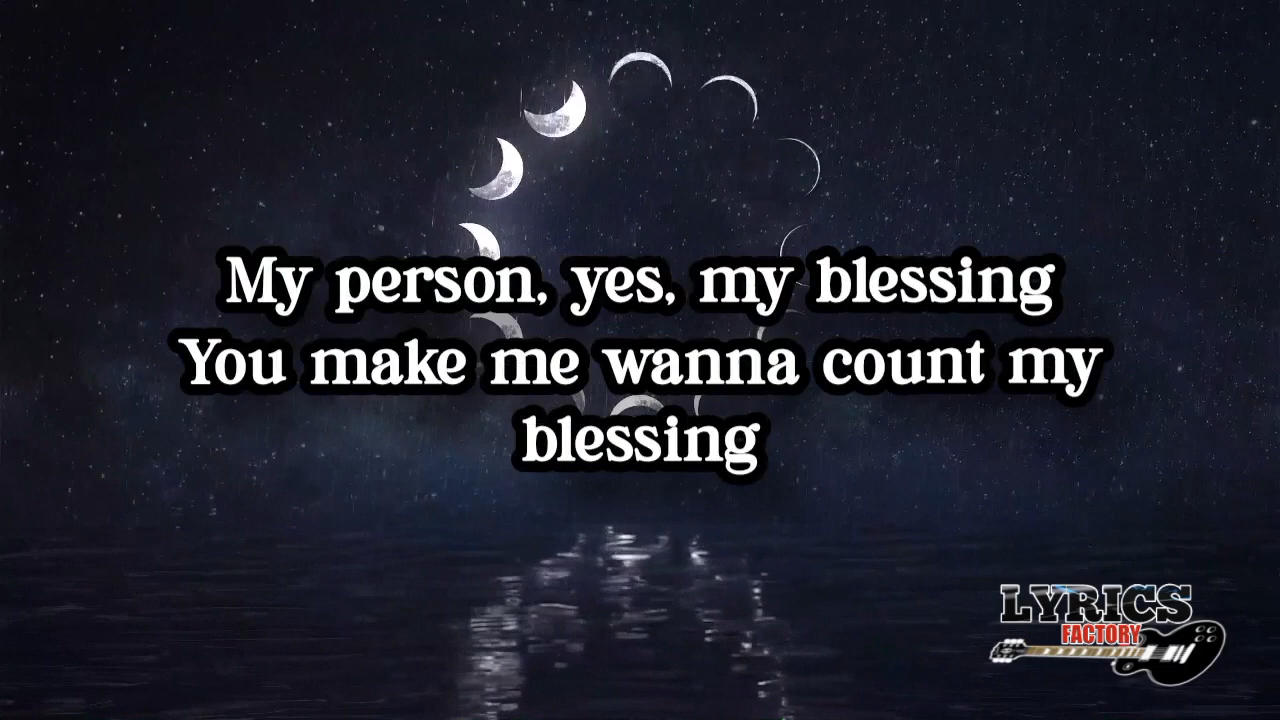 My person, yes, my blessing
You make me wanna count my
blessing
LYRICS
FACTORY